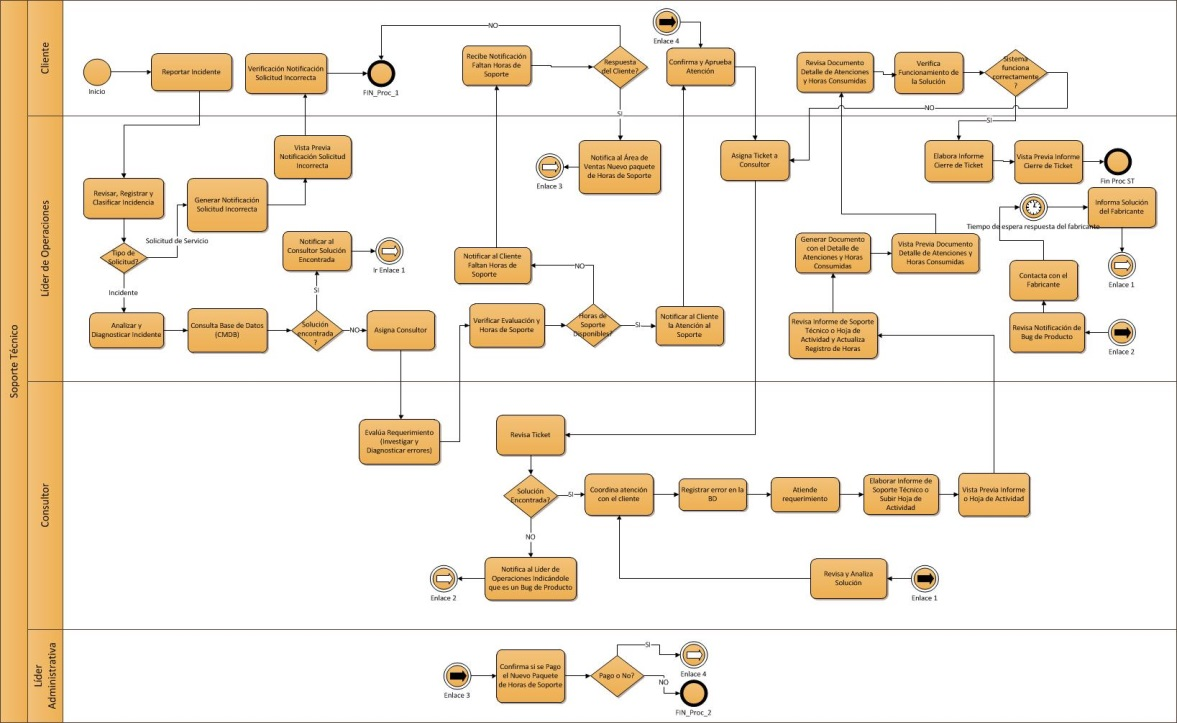 Soporte Técnico
Cliente
Inicio
Reportar Incidente
Verificación Notificación
Solicitud Incorrecta
FIN_Proc_1
NO
Recibe Notificación
Faltan Horas de
Soporte
Respuesta
del Cliente?
SI
Enlace 4
Confirma y Aprueba
Atención
Revisa Documento
Detalle de Atenciones
y Horas Consumidas
Verifica
Funcionamiento de
la Solución
Sistema
funciona
correctamente
?
NO
SI
Líder de Operaciones
Revisar, Registrar y
Clasificar Incidencia
Tipo de
Solicitud?
Solicitud de Servicio
Incidente
Generar Notificación
Solicitud Incorrecta
Vista Previa
Notificación Solicitud
Incorrecta
Analizar y
Diagnosticar Incidente
Consulta Base de Datos
(CMDB)
Solución
encontrada
?
SI
NO
Notificar al
Consultor Solución
Encontrada
Ir Enlace 1
Asigna Consultor
Enlace 3
Notifica al Área de
Ventas Nuevo paquete
de Horas de Soporte
Notificar al Cliente
Faltan Horas de
Soporte
NO
Verificar Evaluación y
Horas de Soporte
Horas de
Soporte
Disponibles?
SI
Notificar al Cliente
la Atención al
Soporte
Asigna Ticket a
Consultor
Elabora Informe
Cierre de Ticket
Vista Previa Informe
Cierre de Ticket
Fin Proc ST
Tiempo de espera respuesta del fabricante
Informa Solución
del Fabricante
Enlace 1
Generar Documento
con el Detalle de
Atenciones y Horas
Consumidas
Vista Previa Documento
Detalle de Atenciones y
Horas Consumidas
Contacta con el
Fabricante
Revisa Informe de Soporte
Técnico o Hoja de
Actividad y Actualiza
Registro de Horas
Revisa Notificación de
Bug de Producto
Enlace 2
Consultor
Evalúa Requerimiento
(Investigar y
Diagnosticar errores)
Revisa Ticket
Solución
Encontrada?
SI
NO
Coordina atención
con el cliente
Registrar error en la
BD
Atiende
requerimiento
Elaborar Informe de
Soporte Técnico o
Subir Hoja de
Actividad
Vista Previa Informe
o Hoja de Actividad
Enlace 2
Notifica al Líder de
Operaciones Indicándole
que es un Bug de Producto
Revisa y Analiza
Solución
Enlace 1
Líder
Administrativa
Enlace 3
Confirma si se Pago
el Nuevo Paquete
de Horas de Soporte
Pago o No?
SI
NO
Enlace 4
FIN_Proc_2